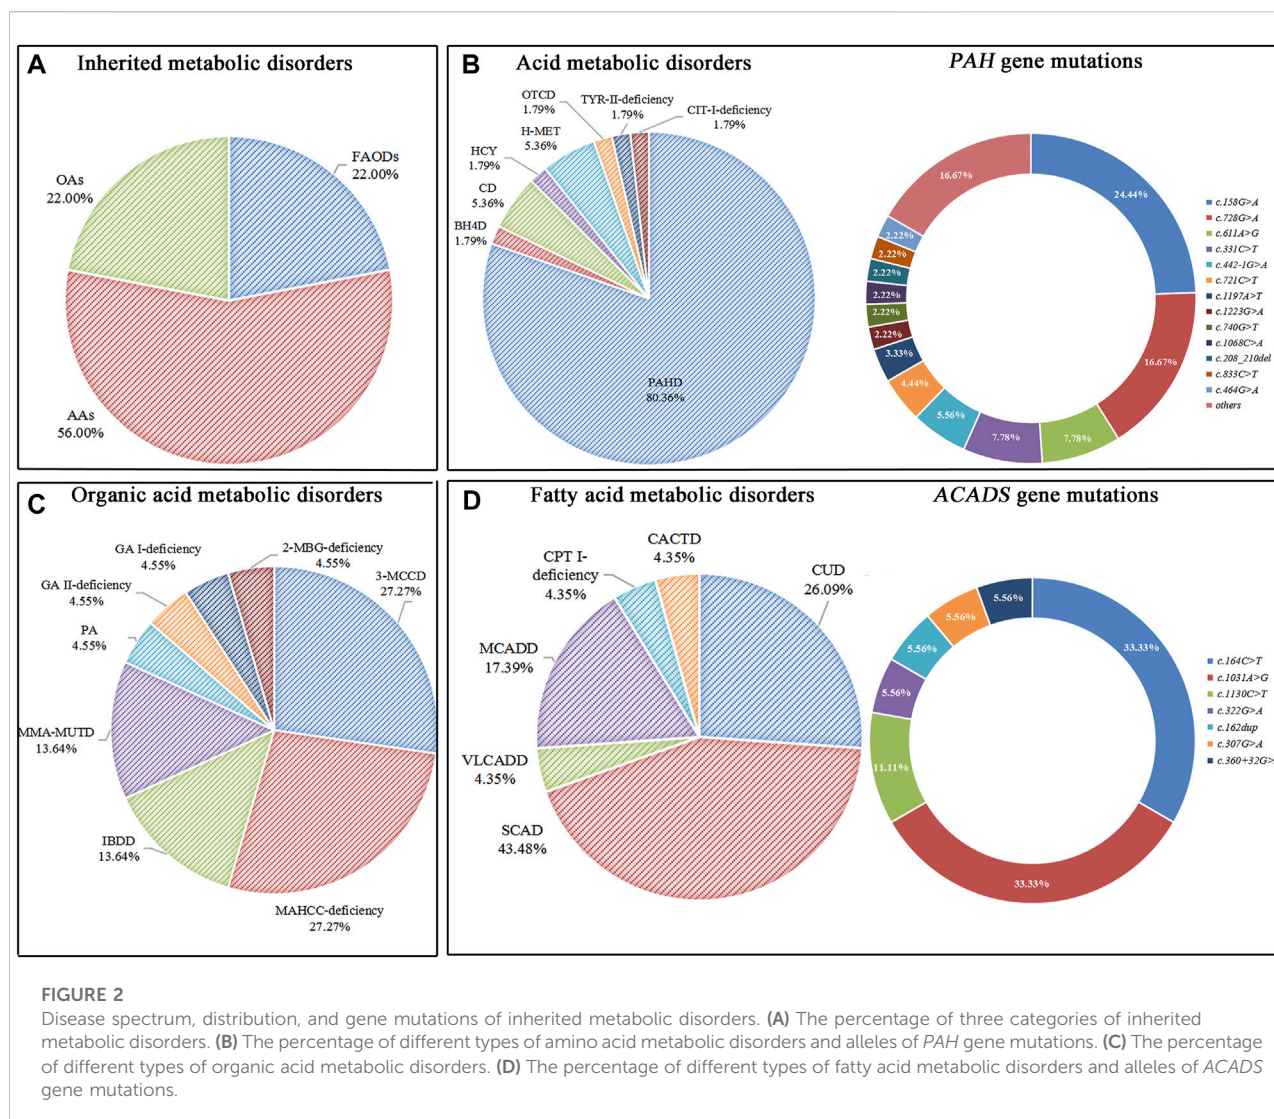 A Inherited metabolic disorders
FAODs
22.00%
OAs
22.00%
AAs
56.00%
B Acid metabolic disorders
OTCD
1.79%
TYR-II-deficiency
1.79%
CIT-I-deficiency
1.79%
H-MET
5.36%
HCY
1.79%
CD
5.36%
BH4D
1.79%
PAHD
80.36%
PAH gene mutations
24.44%
16.67%
7.78%
7.78%
5.56%
4.44%
3.33%
2.22%
2.22%
2.22%
2.22%
2.22%
2.22%
16.67%
c.158G>A
c.728G>A
c.611A>G
c.331C>T
c.442-1G>A
c.721C>T
c.1197A>T
c.1223G>A
c.740G>T
c.1068C>A
c.208_210del
c.833C>T
c.464G>A
others
C Organic acid metabolic disorders
GA I-deficiency
4.55%
2-MBG-deficiency
4.55%
3-MCCD
27.27%
GA II-deficiency
4.55%
PA
4.55%
MMA-MUTD
13.64%
IBDD
13.64%
MAHCC-deficiency
27.27%
D Fatty acid metabolic disorders
CACTD
4.35%
CPT I-
deficiency
4.35%
CUD
26.09%
MCADD
17.39%
VLCADD
4.35%
SCAD
43.48%
ACADS gene mutations
33.33%
33.33%
11.11%
5.56%
5.56%
5.56%
5.56%
c.164C>T
c.1031A>G
c.1130C>T
c.322G>A
c.162dup
c.307G>A
c.360+32G>
FIGURE 2
Disease spectrum, distribution, and gene mutations of inherited metabolic disorders. (A) The percentage of three categories of inherited
metabolic disorders. (B) The percentage of different types of amino acid metabolic disorders and alleles of PAH gene mutations. (C) The percentage
of different types of organic acid metabolic disorders. (D) The percentage of different types of fatty acid metabolic disorders and alleles of ACADS
gene mutations.